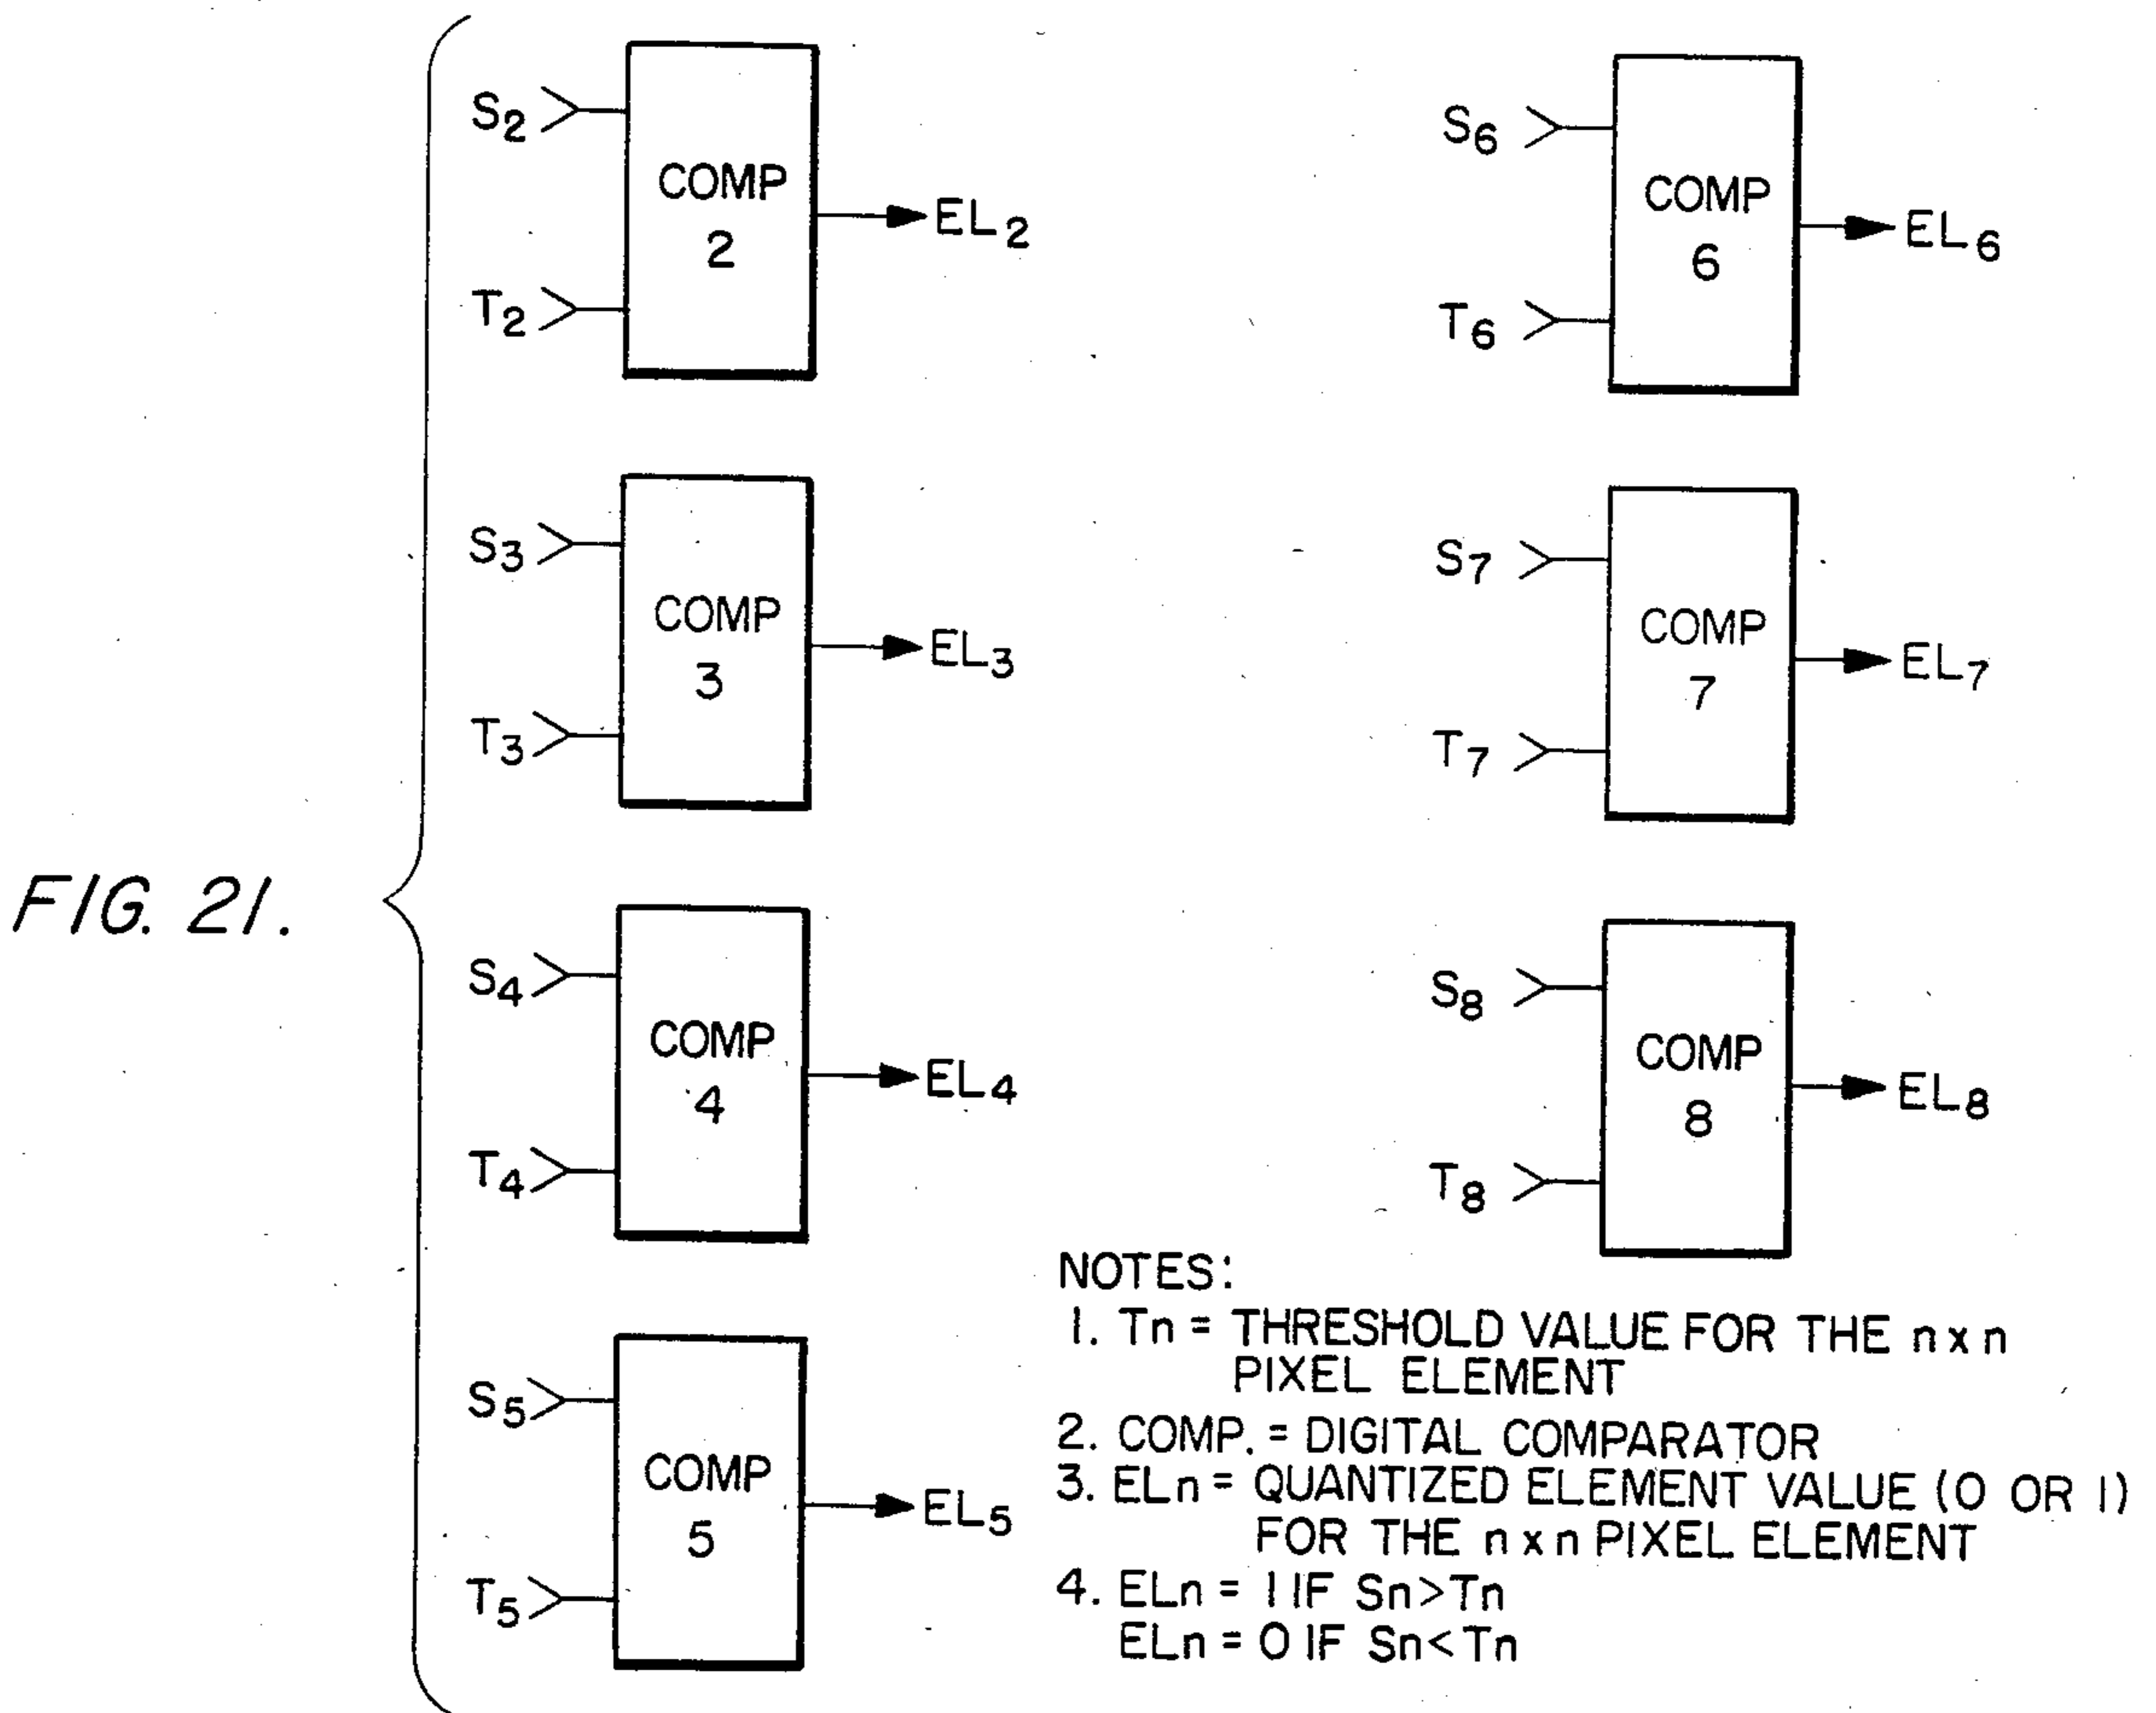 FIG. 21.
S2
T2
COMP
2
EL2
S3
T3
COMP
3
EL3
S4
T4
COMP
4
EL4
S5
T5
COMP
5
EL5
S6
T6
COMP
6
EL6
S7
T7
COMP
7
EL7
S8
T8
COMP
8
EL8
NOTES:
1. Tn = THRESHOLD VALUE FOR THE n x n
PIXEL ELEMENT
2. COMP. = DIGITAL COMPARATOR
3. ELn = QUANTIZED ELEMENT VALUE (0 OR 1)
FOR THE n x n PIXEL ELEMENT
4. ELn = 1 IF Sn>Tn
ELn = 0 IF Sn<Tn